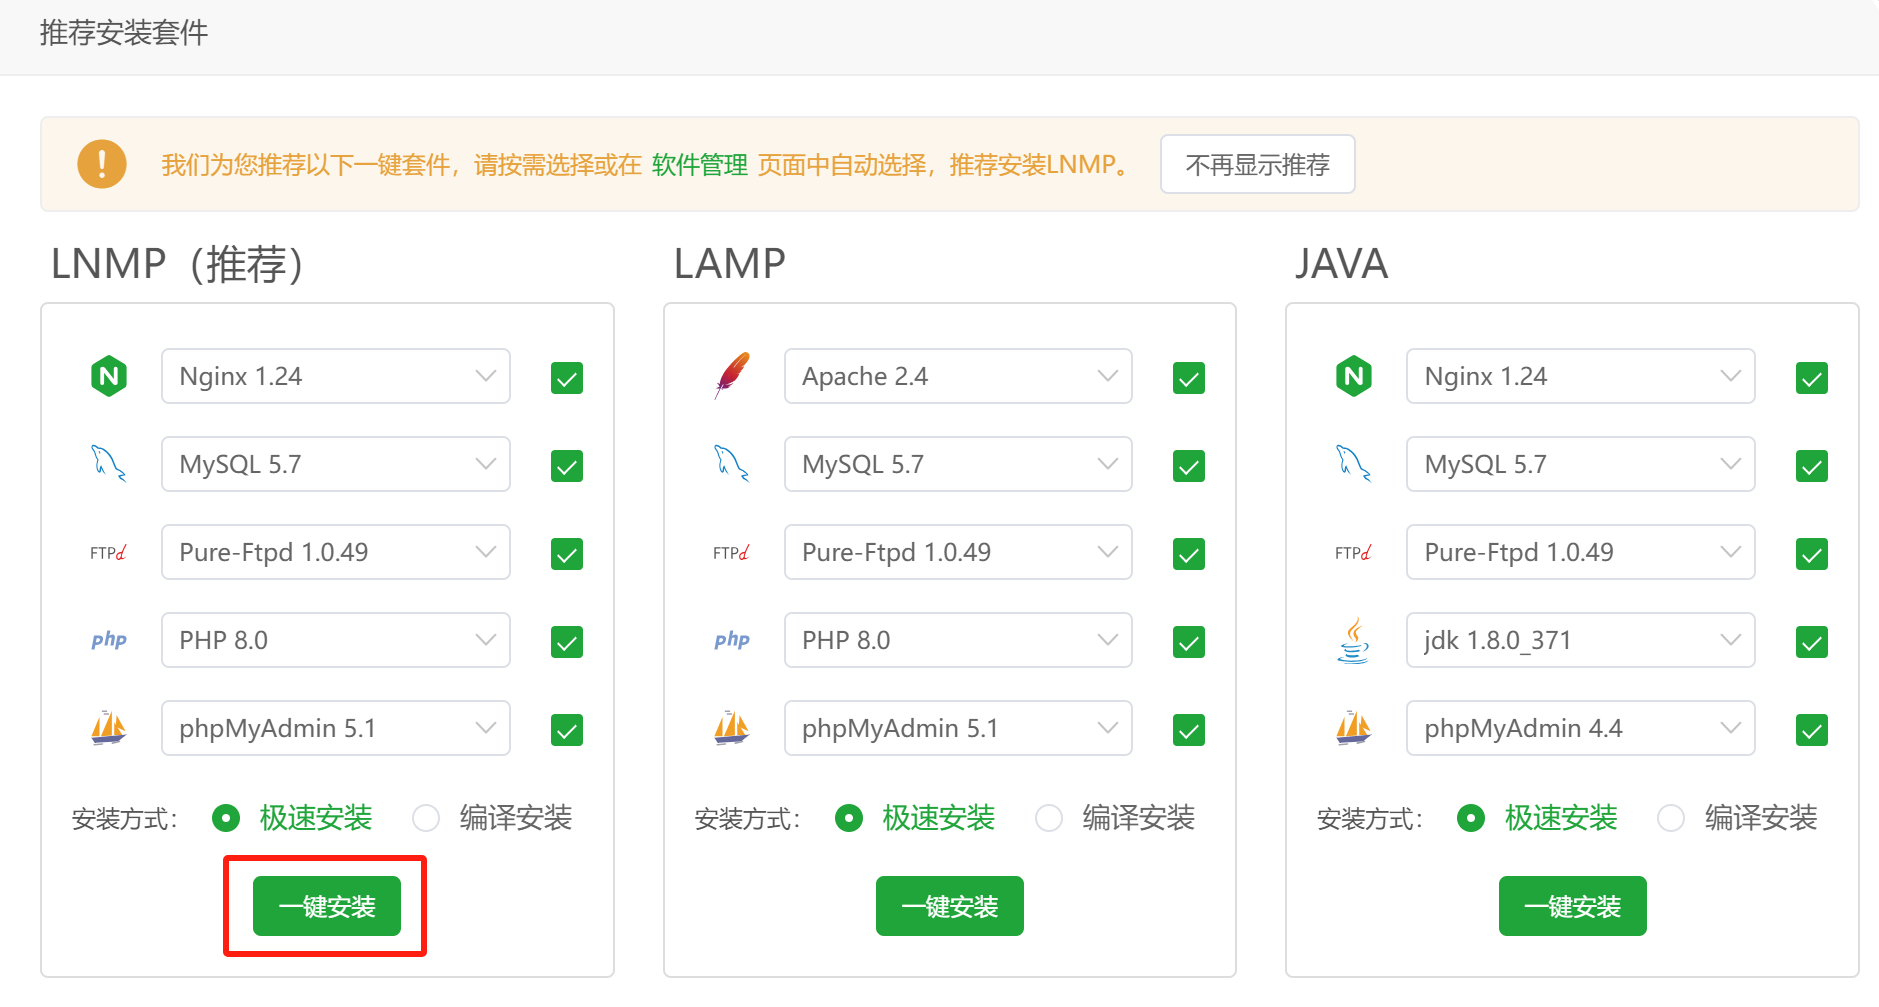 推荐安装套件
我们为您推荐以下一键套件，请按需选择或在 软件管理 页面中自动选择，推荐安装LNMP。 不再显示推荐
LNMP（推荐）
Nginx 1.24
MySQL 5.7
FTPd Pure-Ftpd 1.0.49
php PHP 8.0
phpMyAdmin 5.1
安装方式： 极速安装 编译安装
一键安装
LAMP
Apache 2.4
MySQL 5.7
FTPd Pure-Ftpd 1.0.49
php PHP 8.0
phpMyAdmin 5.1
安装方式： 极速安装 编译安装
一键安装
JAVA
Nginx 1.24
MySQL 5.7
FTPd Pure-Ftpd 1.0.49
jdk 1.8.0_371
phpMyAdmin 4.4
安装方式： 极速安装 编译安装
一键安装